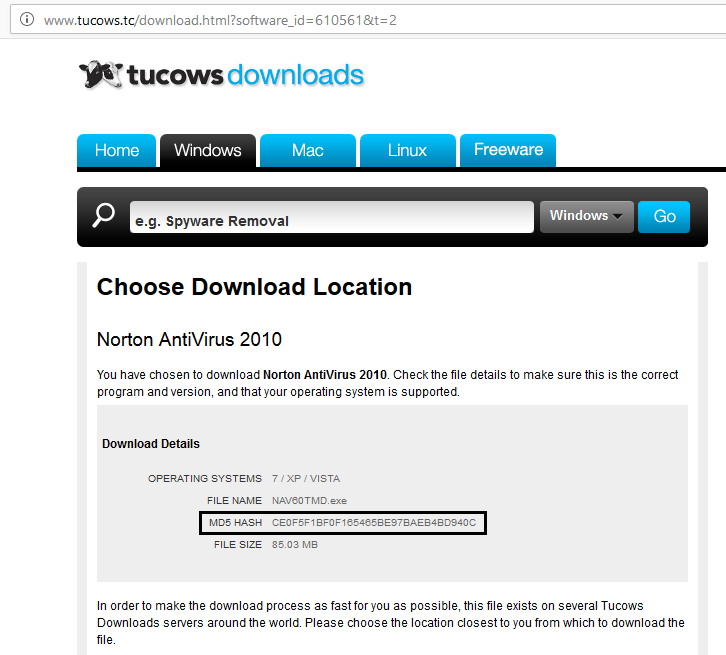 www.tucows.tc/download.html?software_id=610561&t=2
tucows downloads
Home Windows Mac Linux Freeware
e.g. Spyware Removal Windows Go
Choose Download Location
Norton AntiVirus 2010
You have chosen to download Norton AntiVirus 2010. Check the file details to make sure this is the correct
program and version, and that your operating system is supported.
Download Details
OPERATING SYSTEMS 7 / XP / VISTA
FILE NAME NAV60TMD.exe
MD5 HASH CE0F5F1BF0F165465BE97BAEB4BD940C
FILE SIZE 85.03 MB
In order to make the download process as fast for you as possible, this file exists on several Tucows
Downloads servers around the world. Please choose the location closest to you from which to download the
file.